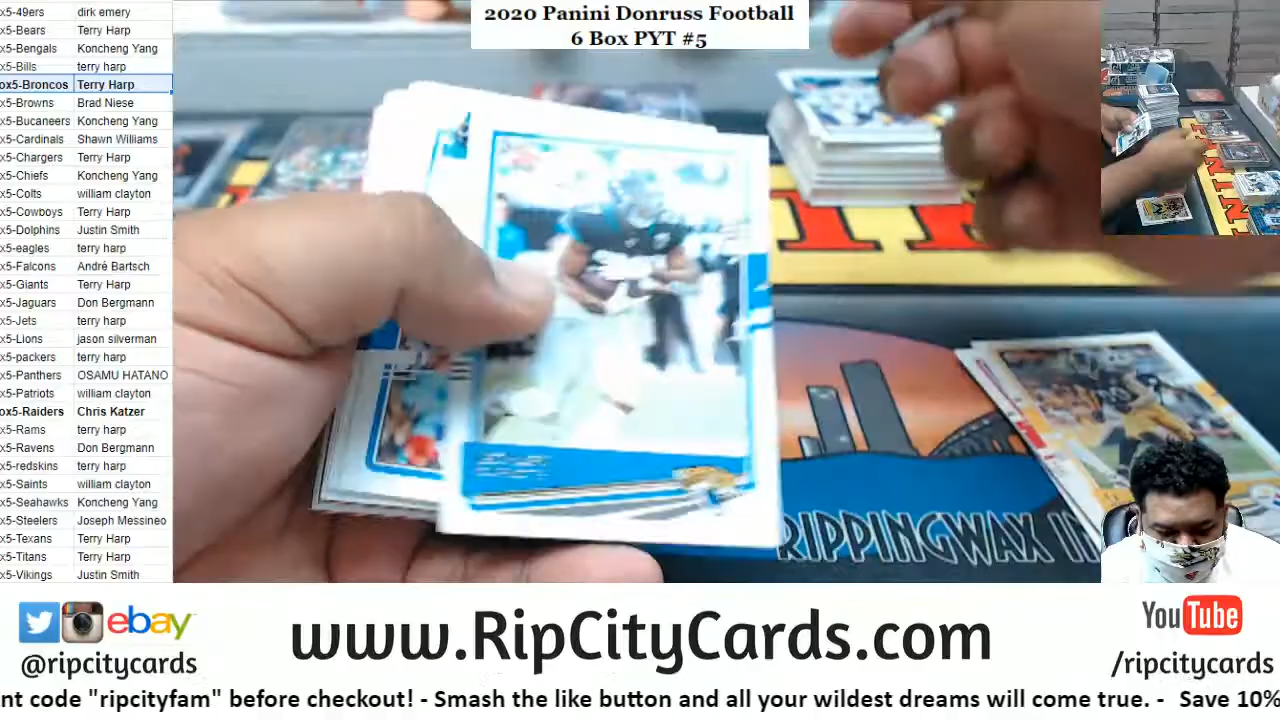 x5-49ers dirk emery
x5-Bears Terry Harp
x5-Bengals Koncheng Yang
x5-Bills terry harp
ox5-Broncos Terry Harp
x5-Browns Brad Niese
x5-Bucaneers Koncheng Yang
x5-Cardinals Shawn Williams
x5-Chargers Terry Harp
x5-Chiefs Koncheng Yang
x5-Colts william clayton
x5-Cowboys Terry Harp
x5-Dolphins Justin Smith
x5-eagles terry harp
x5-Falcons André Bartsch
x5-Giants Terry Harp
x5-Jaguars Don Bergmann
x5-Jets terry harp
x5-Lions jason silverman
x5-packers terry harp
x5-Panthers OSAMU HATANO
x5-Patriots william clayton
ox5-Raiders Chris Katzer
x5-Rams terry harp
x5-Ravens Don Bergmann
x5-redskins terry harp
x5-Saints william clayton
x5-Seahawks Koncheng Yang
x5-Steelers Joseph Messineo
x5-Texans Terry Harp
x5-Titans Terry Harp
x5-Vikings Justin Smith
2020 Panini Donruss Football
6 Box PYT #5
RIPPINGWAX IN
ebay
@ripcitycards
www.RipCityCards.com
YouTube
/ripcitycards
nt code "ripcityfam" before checkout! - Smash the like button and all your wildest dreams will come true. - Save 10%